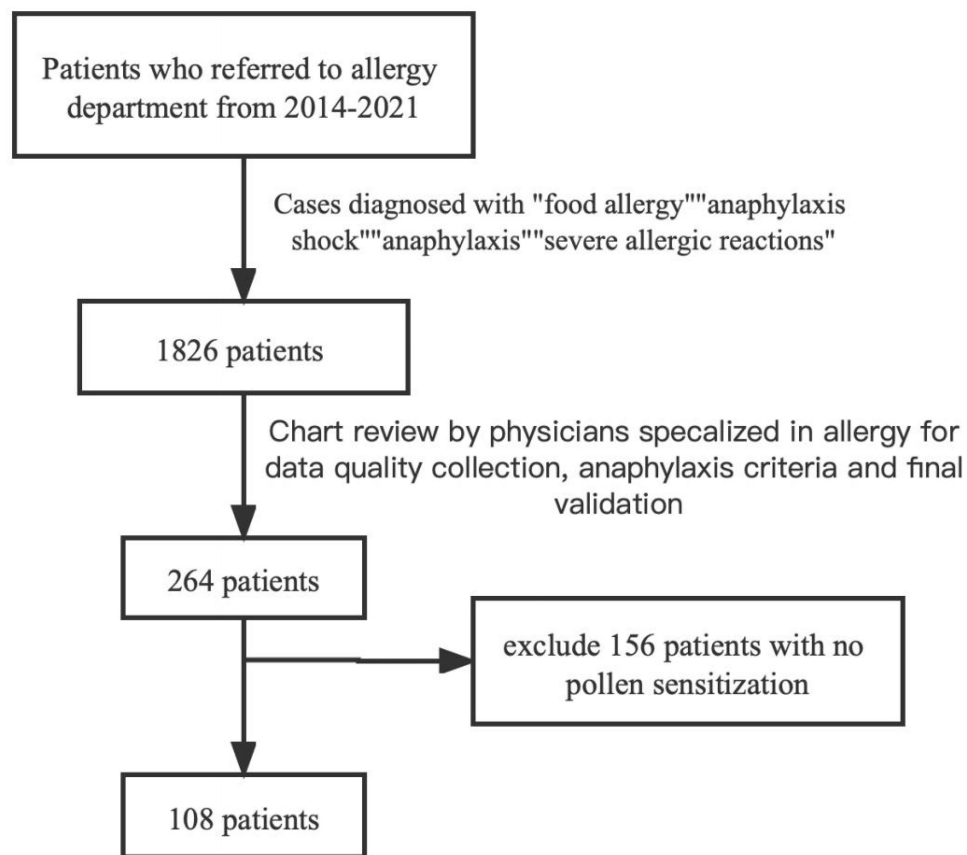 Patients who referred to allergy
department from 2014-2021
Cases diagnosed with "food allergy""anaphylaxis
shock""anaphylaxis""severe allergic reactions"
1826 patients
Chart review by physicians specalized in allergy for
data quality collection, anaphylaxis criteria and final
validation
264 patients
exclude 156 patients with no
pollen sensitization
108 patients